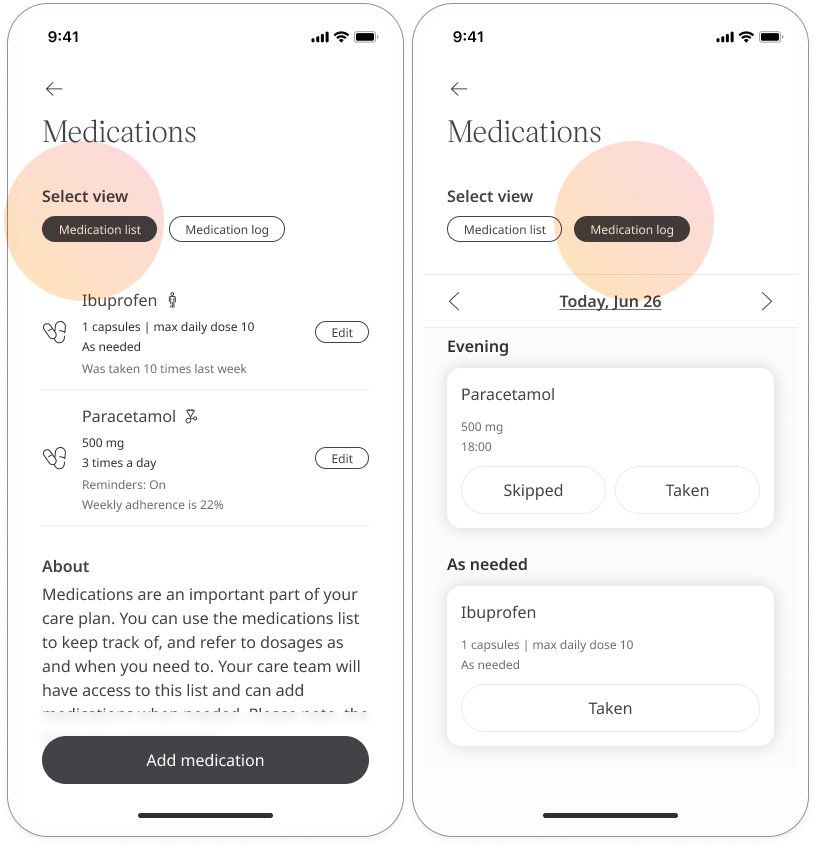 9:41
Medications
Select view
Medication list
Medication log
Ibuprofen
1 capsules | max daily dose 10
As needed
Was taken 10 times last week
Edit
Paracetamol
500 mg
3 times a day
Reminders: On
Weekly adherence is 22%
Edit
About
Medications are an important part of your
care plan. You can use the medications list
to keep track of, and refer to dosages as
and when you need to. Your care team will
have access to this list and can add
medications when needed. Please note, the
Add medication
9:41
Medications
Select view
Medication list
Medication log
Today, Jun 26
Evening
Paracetamol
500 mg
18:00
Skipped
Taken
As needed
Ibuprofen
1 capsules | max daily dose 10
As needed
Taken